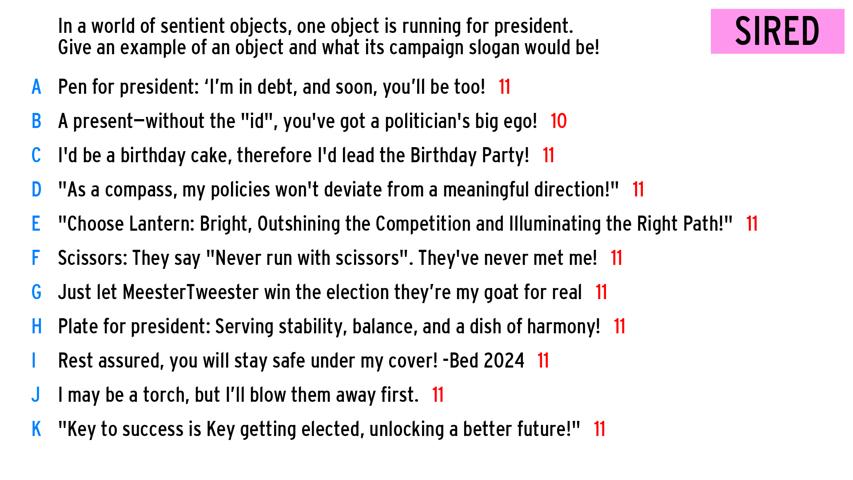 In a world of sentient objects, one object is running for president.
Give an example of an object and what its campaign slogan would be!
SIRED
A Pen for president: ‘I’m in debt, and soon, you’ll be too! 11
B A present—without the "id", you've got a politician's big ego! 10
C I'd be a birthday cake, therefore I'd lead the Birthday Party! 11
D "As a compass, my policies won't deviate from a meaningful direction!" 11
E "Choose Lantern: Bright, Outshining the Competition and Illuminating the Right Path!" 11
F Scissors: They say "Never run with scissors". They've never met me! 11
G Just let MeesterTweester win the election they’re my goat for real 11
H Plate for president: Serving stability, balance, and a dish of harmony! 11
I Rest assured, you will stay safe under my cover! -Bed 2024 11
J I may be a torch, but I’ll blow them away first. 11
K "Key to success is Key getting elected, unlocking a better future!" 11